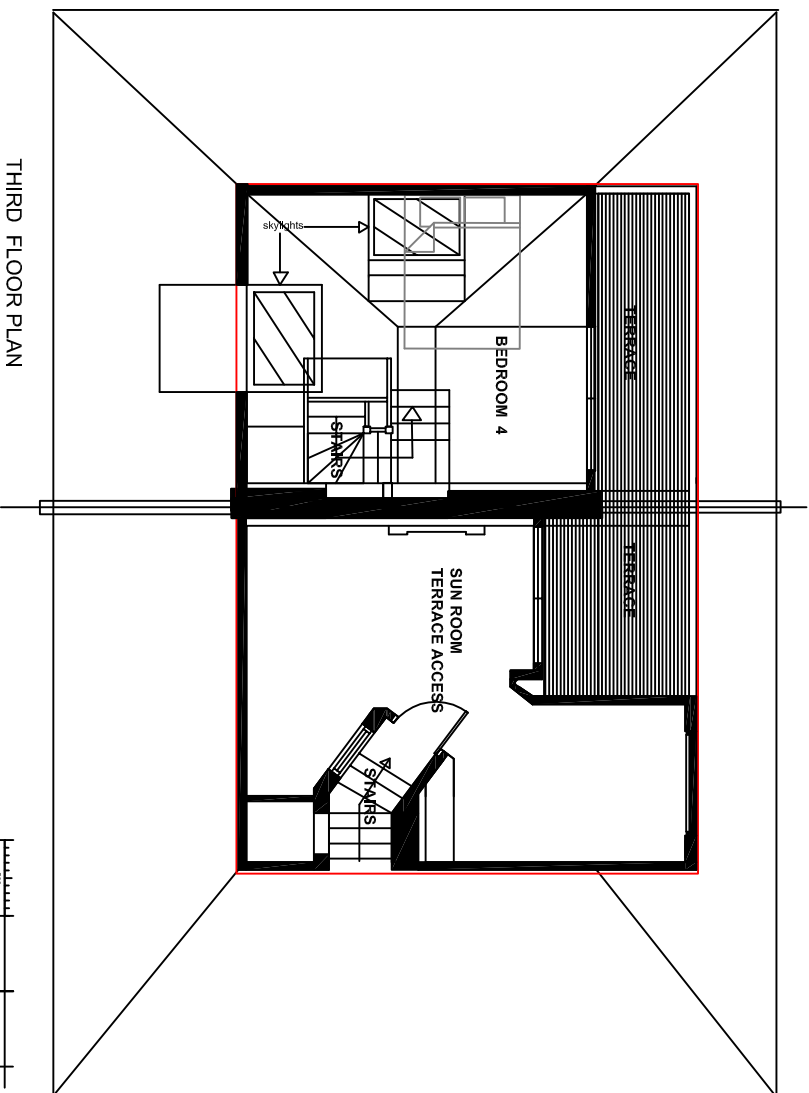 THIRD FLOOR PLAN
skylights
TERRACE
BEDROOM 4
STAIRS
TERRACE
SUN ROOM
TERRACE ACCESS
STAIRS